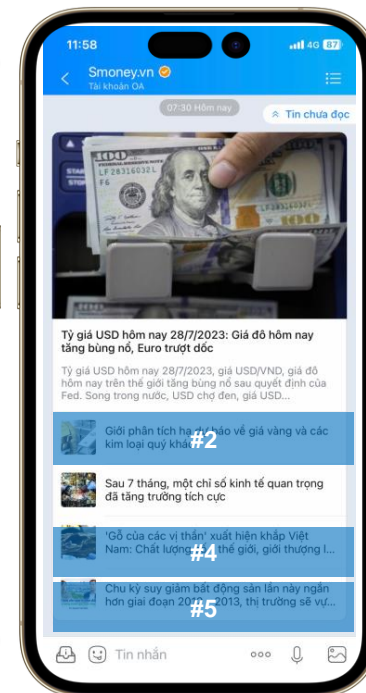 11:58
4G 87
Smoney.vn
Tài khoản OA
07:30 Hôm nay
Tin chưa đọc
START
STOP
100
LF28316032L
F6
100
Tỷ giá USD hôm nay 28/7/2023: Giá đô hôm nay
tăng bùng nổ, Euro trượt dốc
Tỷ giá USD hôm nay 28/7/2023, giá USD/VND, giá đô
hôm nay trên thế giới tăng bùng nổ sau quyết định của
Fed. Song trong nước, USD chợ đen, giá USD...
Giới phân tích hạ dự báo về giá vàng và các
kim loại quý khác
#2
Sau 7 tháng, một chỉ số kinh tế quan trọng
đã tăng trưởng tích cực
'Gỗ của các vị thần' xuất hiện khắp Việt
Nam: Chất lượng thế giới, giới thượng l...
#4
Chu kỳ suy giảm bất động sản lần này ngắn
hơn giai đoạn 2013, thị trường sẽ vự...
#5
Tin nhắn